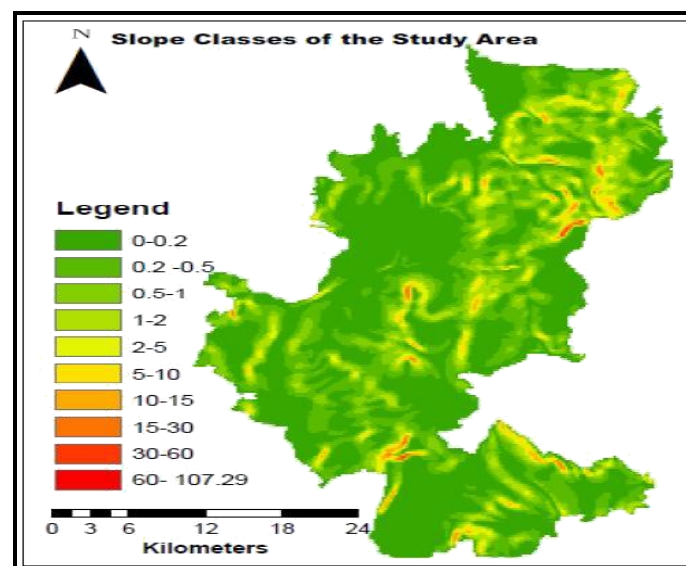 N
Slope Classes of the Study Area
Legend
0-0.2
0.2 -0.5
0.5-1
1-2
2-5
5-10
10-15
15-30
30-60
60- 107.29
0 3 6 12 18 24
Kilometers